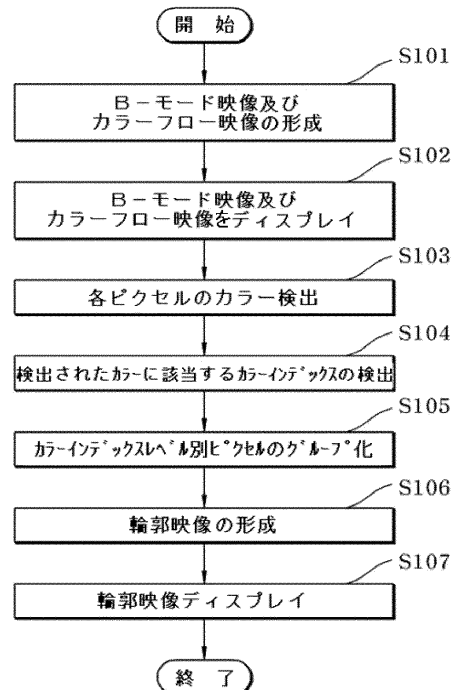 開 始
S101
B－モード映像及び
カラーフロー映像の形成
S102
B－モード映像及び
カラーフロー映像をディスプレイ
S103
各ピクセルのカラー検出
S104
検出されたｶﾗｰに該当するｶﾗｰｲﾝﾃﾞｯｸｽの検出
S105
ｶﾗｰｲﾝﾃﾞｯｸｽﾚﾍﾞﾙ別ﾋﾟｸｾﾙのｸﾞﾙｰﾌﾟ化
S106
輪郭映像の形成
S107
輪郭映像ディスプレイ
終 了